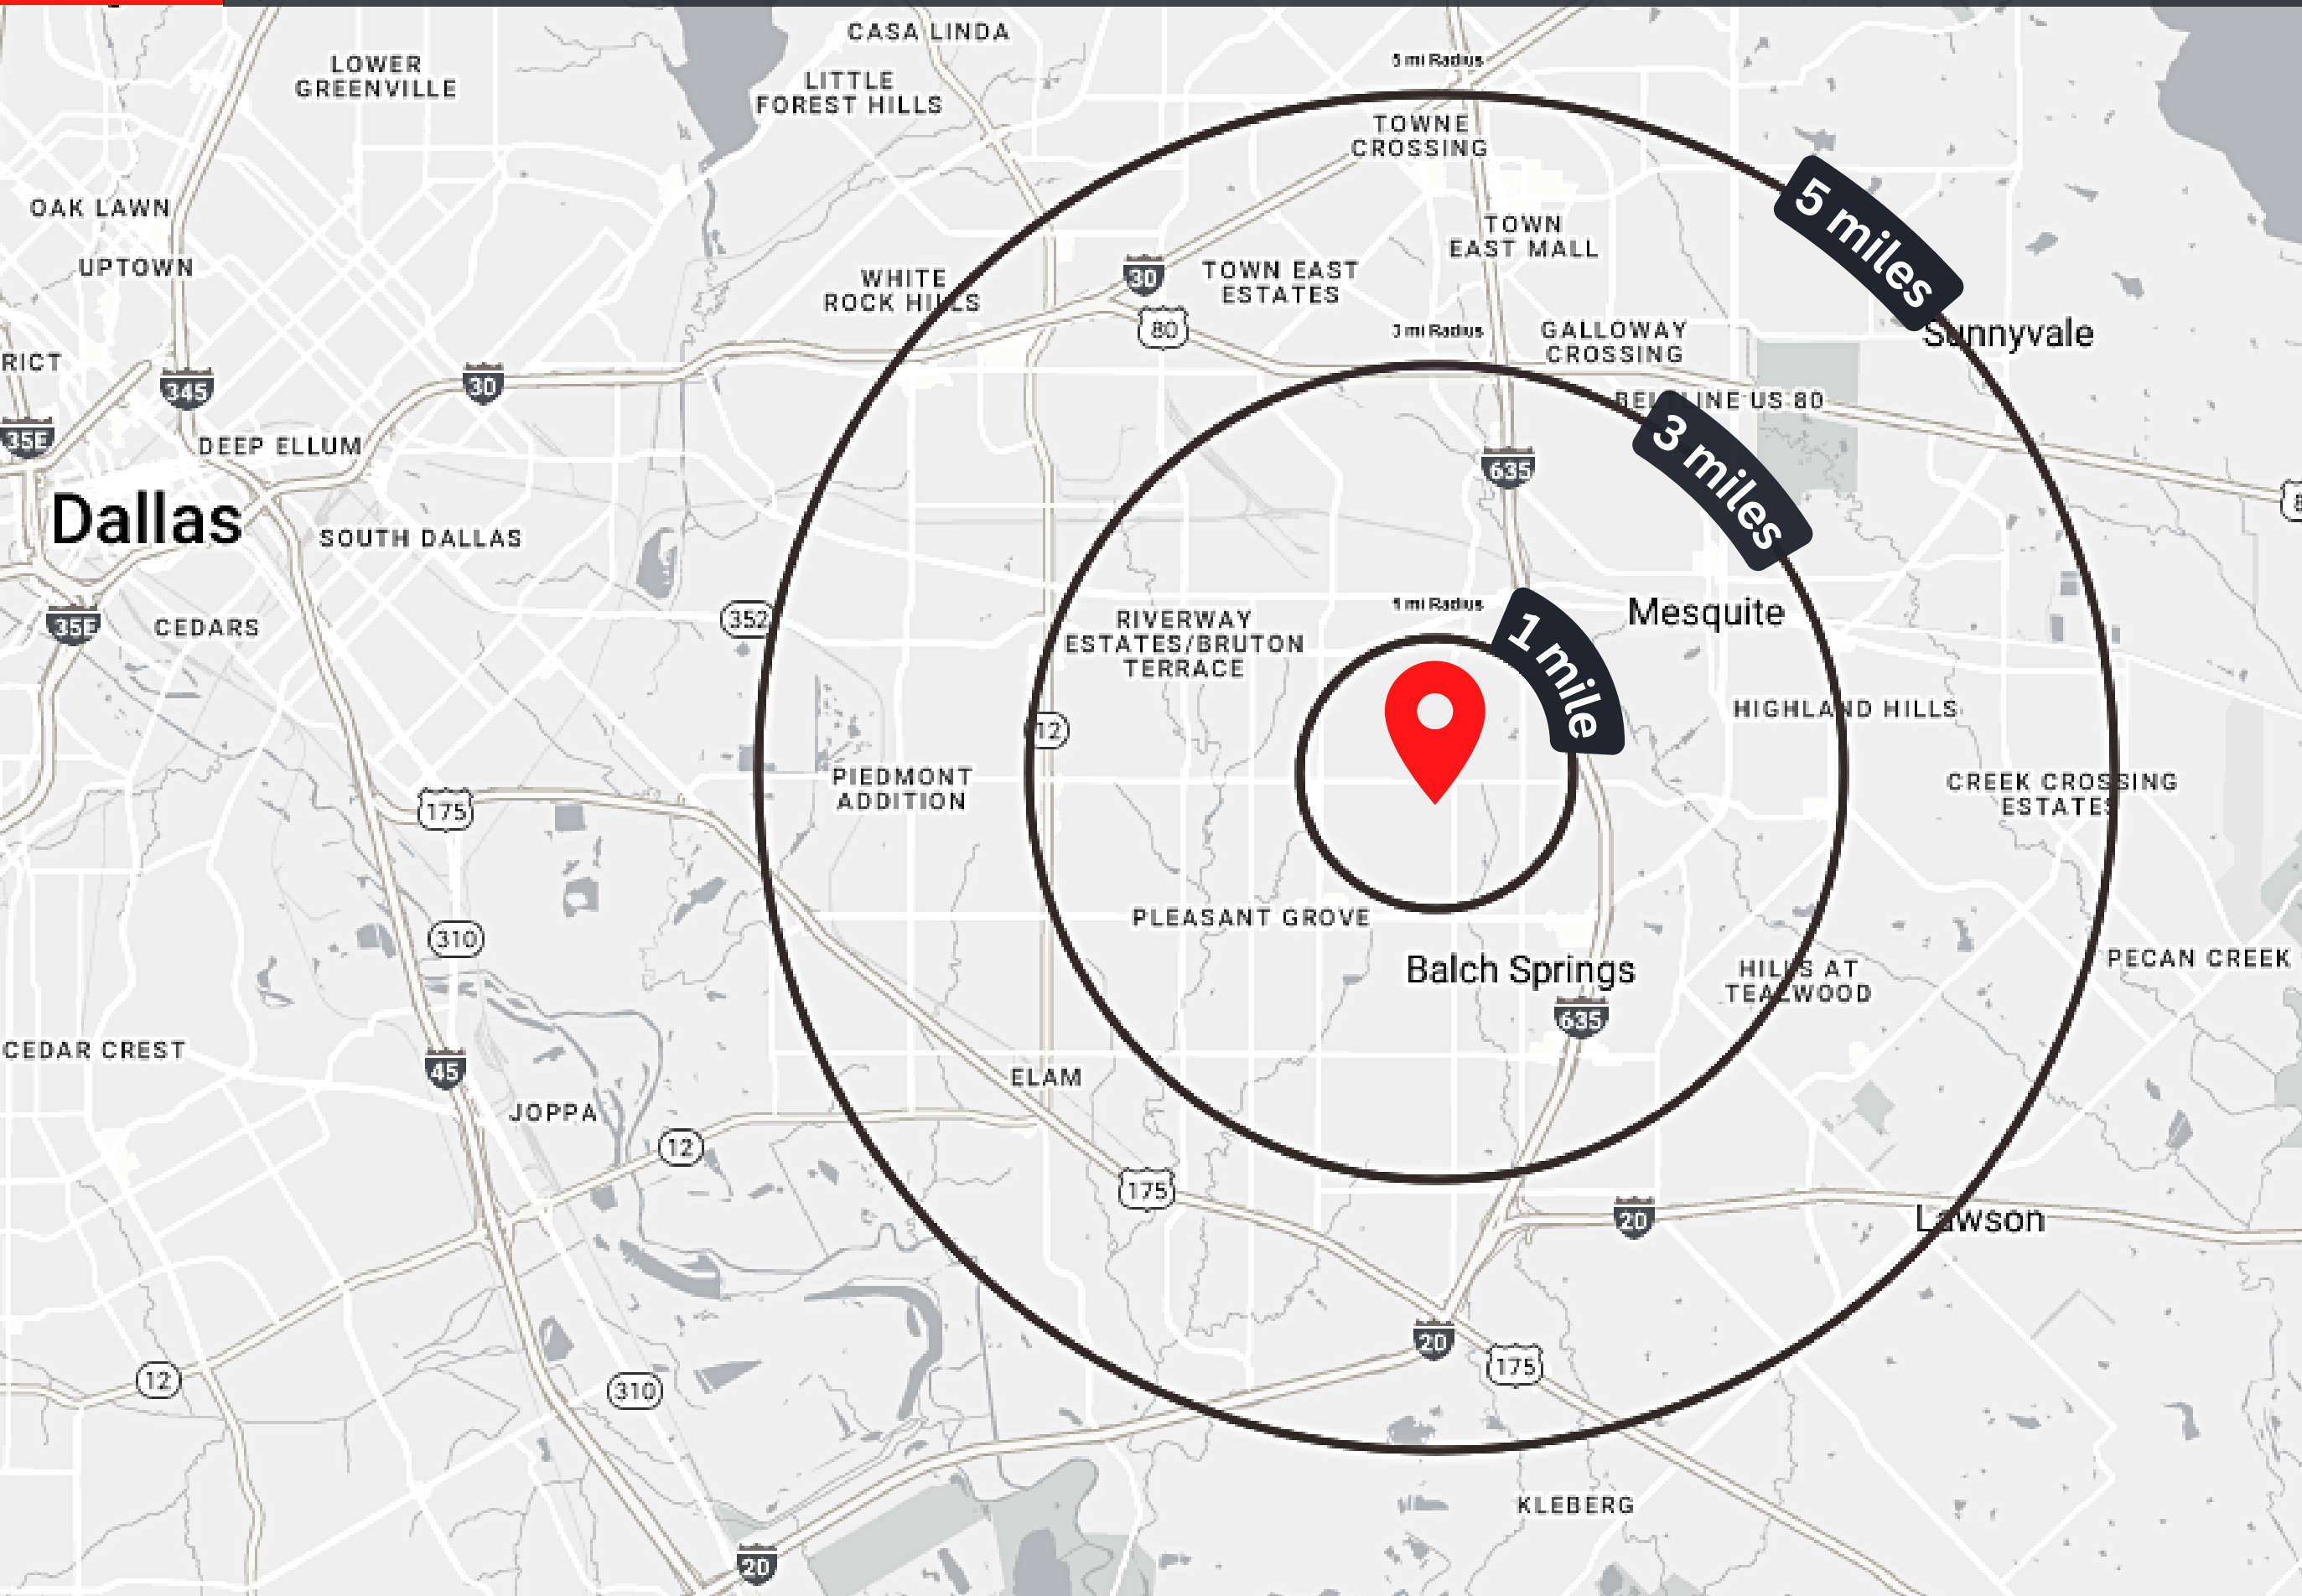 CASA LINDA
LOWER
GREENVILLE
LITTLE
FOREST HILLS
5 mi Radius
TOWNE
CROSSING
5 miles
OAK LAWN
UPTOWN
TOWN
EAST MALL
WHITE
ROCK HILLS
30
TOWN EAST
ESTATES
80
3 mi Radius
GALLOWAY
CROSSING
Sunnyvale
RICT
345
30
BELTLINE US 80
35E
DEEP ELLUM
3 miles
635
8
Dallas
SOUTH DALLAS
35E
CEDARS
352
RIVERWAY
ESTATES/BRUTON
TERRACE
1 mi Radius
1 mile
Mesquite
HIGHLAND HILLS
12
PIEDMONT
ADDITION
CREEK CROSSING
ESTATES
175
PLEASANT GROVE
310
Balch Springs
HILLS AT
TEALWOOD
PECAN CREEK
635
CEDAR CREST
45
ELAM
JOPPA
12
175
20
Lawson
20
175
12
310
KLEBERG
20